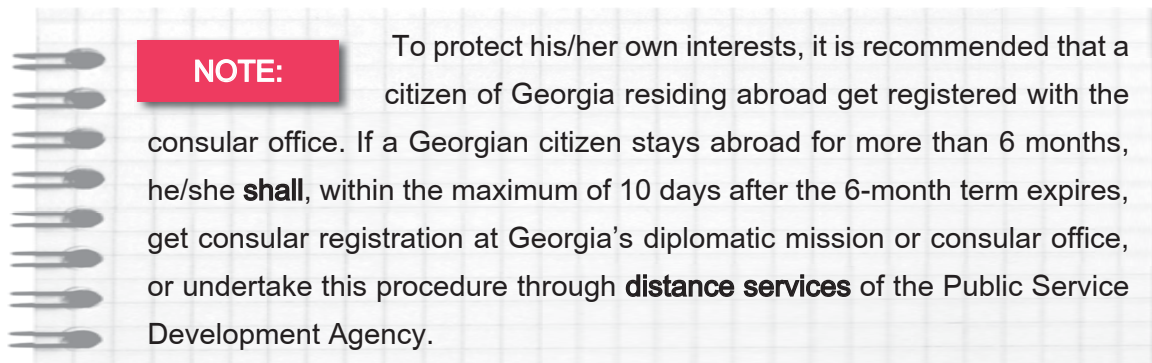 NOTE:
To protect his/her own interests, it is recommended that a
citizen of Georgia residing abroad get registered with the
consular office. If a Georgian citizen stays abroad for more than 6 months,
he/she shall, within the maximum of 10 days after the 6-month term expires,
get consular registration at Georgia's diplomatic mission or consular office,
or undertake this procedure through distance services of the Public Service
Development Agency.